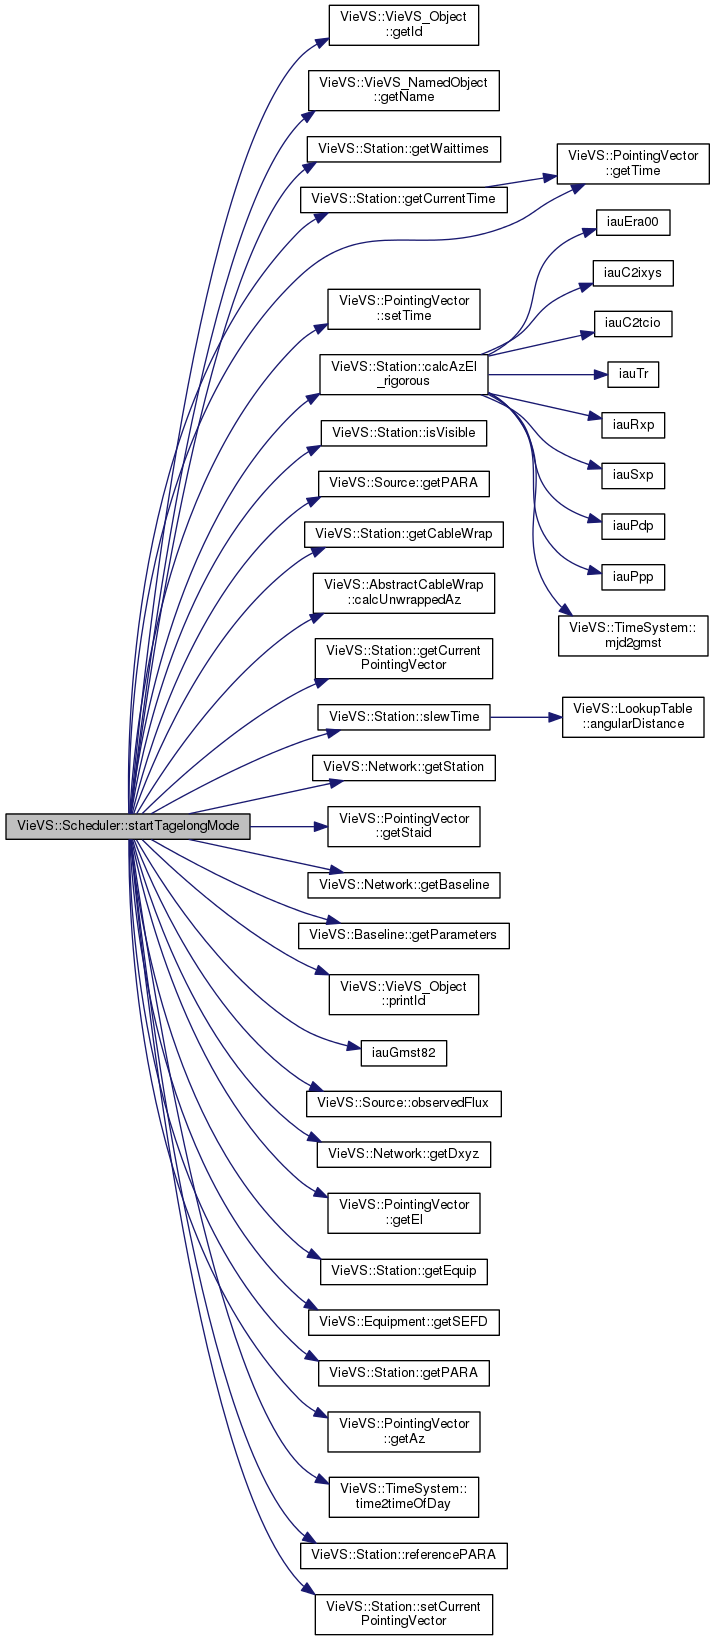 VieVS::VieVS_Object
::getId
VieVS::VieVS_NamedObject
::getName
VieVS::Station::getWaittimes
VieVS::PointingVector
::getTime
VieVS::Station::getCurrentTime
iauEra00
iauC2ixys
VieVS::PointingVector
::setTime
iauC2tcio
VieVS::Station::calcAzEl
_rigorous
iauTr
iauRxp
VieVS::Station::isVisible
iauSxp
VieVS::Source::getPARA
iauPdp
VieVS::Station::getCableWrap
iauPpp
VieVS::AbstractCableWrap
::calcUnwrappedAz
VieVS::TimeSystem::
mjd2gmst
VieVS::Station::getCurrent
PointingVector
VieVS::Station::slewTime
VieVS::LookupTable
::angularDistance
VieVS::Network::getStation
VieVS::Scheduler::startTagelongMode
VieVS::PointingVector
::getStaid
VieVS::Network::getBaseline
VieVS::Baseline::getParameters
VieVS::VieVS_Object
::printId
iauGmst82
VieVS::Source::observedFlux
VieVS::Network::getDxyz
VieVS::PointingVector
::getEl
VieVS::Station::getEquip
VieVS::Equipment::getSEFD
VieVS::Station::getPARA
VieVS::PointingVector
::getAz
VieVS::TimeSystem::
time2timeOfDay
VieVS::Station::referencePARA
VieVS::Station::setCurrent
PointingVector